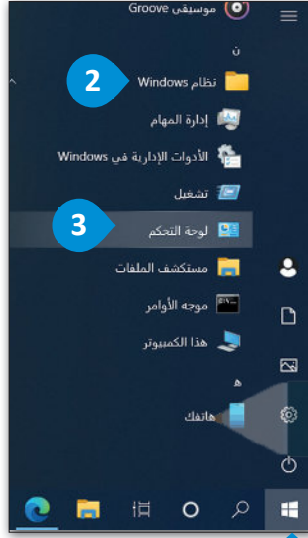 موسيقى Groove
ن
2
نظام Windows
إدارة المهام
الأدوات الإدارية في Windows
تشغيل
3
لوحة التحكم
مستكشف الملفات
موجه الأوامر
هذا الكمبيوتر
ه
هاتفك